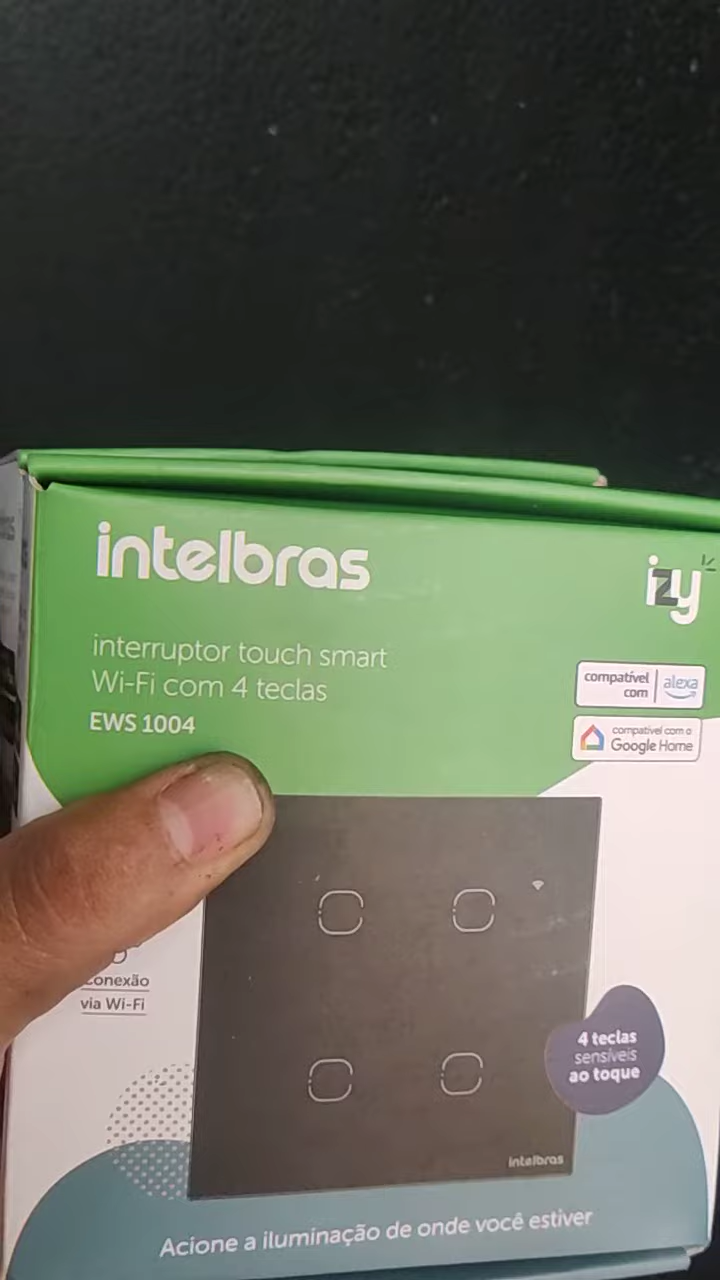 intelbras
izy
interruptor touch smart
Wi-Fi com 4 teclas
EWS 1004
compatível
com
alexa
compatível com o
Google Home
conexão
via Wi-Fi
4 teclas
sensíveis
ao toque
intelbras
Acione a iluminação de onde você estiver